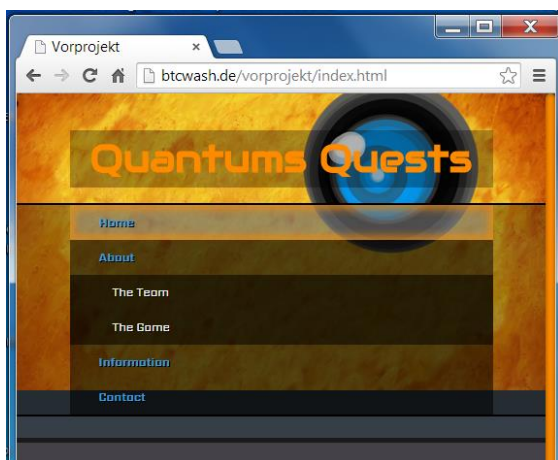 Vorprojekt
btcwash.de/vorprojekt/index.html
Quantums Quests
Home
About
The Team
The Game
Information
Contact